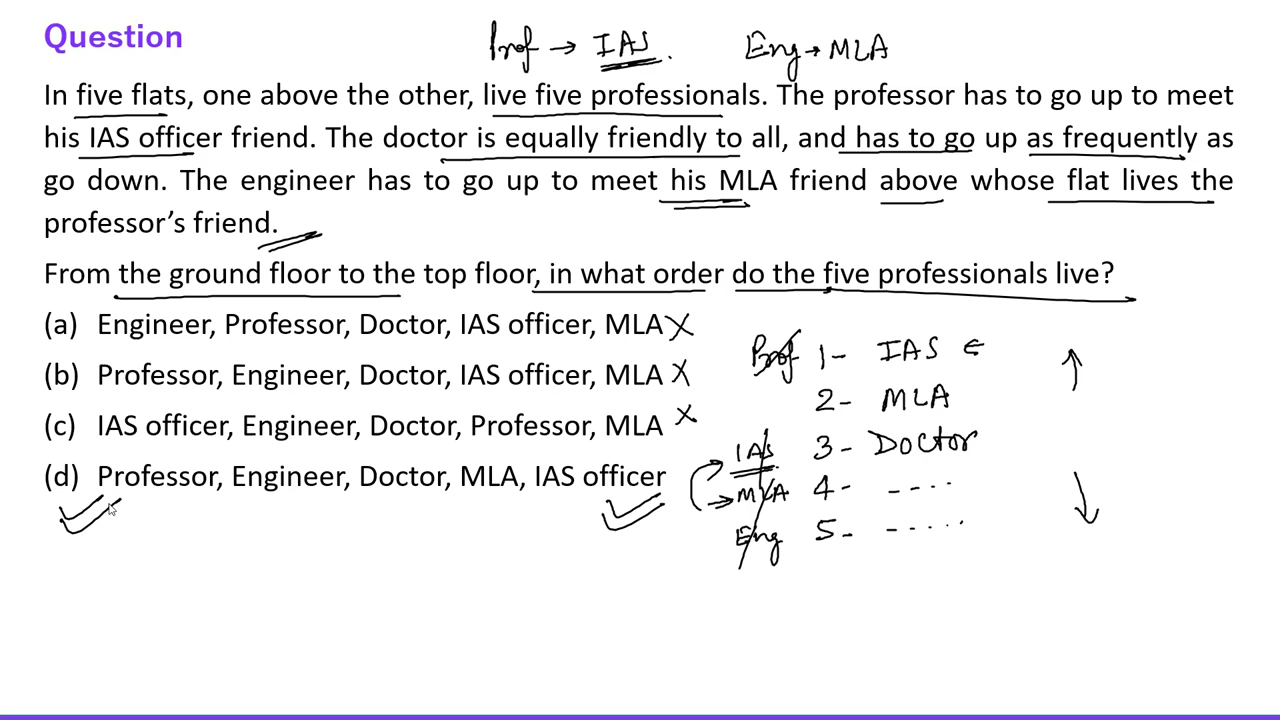 Question
Prof → IAS. Eng → MLA
In five flats, one above the other, live five professionals. The professor has to go up to meet
his IAS officer friend. The doctor is equally friendly to all, and has to go up as frequently as
go down. The engineer has to go up to meet his MLA friend above whose flat lives the
professor's friend.
From the ground floor to the top floor, in what order do the five professionals live?
(a) Engineer, Professor, Doctor, IAS officer, MLA X
(b) Professor, Engineer, Doctor, IAS officer, MLA X
(c) IAS officer, Engineer, Doctor, Professor, MLA X
(d) Professor, Engineer, Doctor, MLA, IAS officer
Prof 1- IAS ←
2- MLA
IAS 3- Doctor
MLA 4- ----
Eng 5- -----